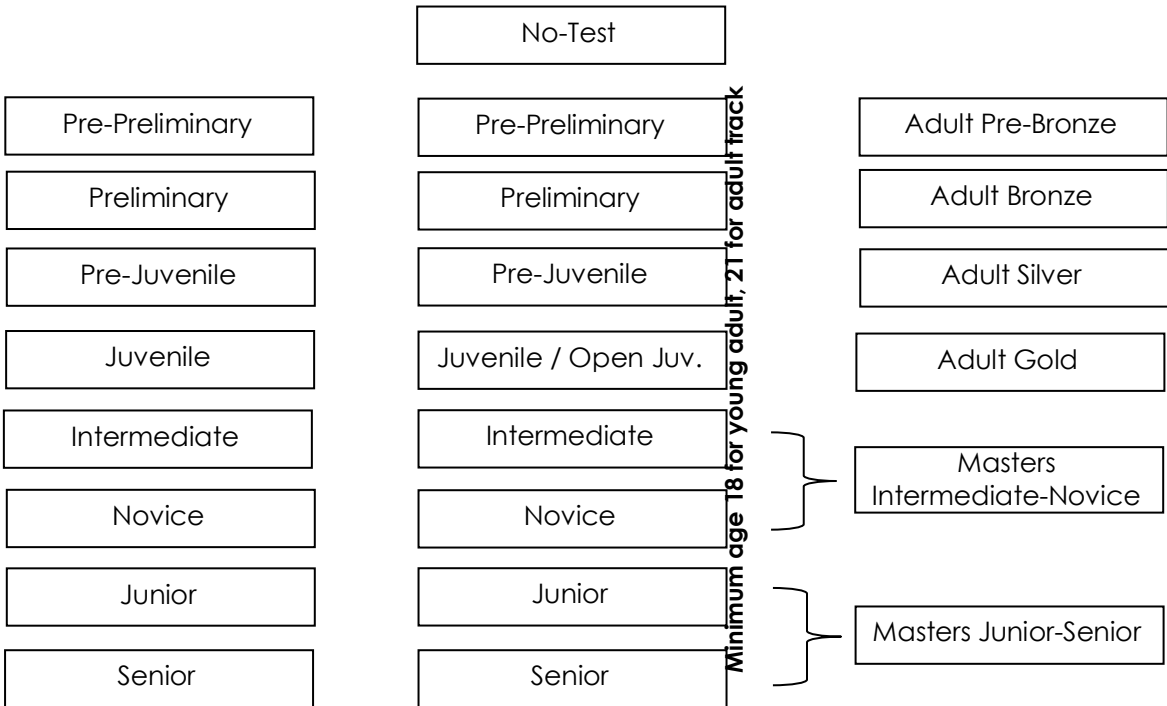 No-Test
Pre-Preliminary
Pre-Preliminary
Adult Pre-Bronze
Preliminary
Preliminary
Adult Bronze
Pre-Juvenile
Pre-Juvenile
Adult Silver
Juvenile
Juvenile / Open Juv.
Adult Gold
Intermediate
Intermediate
Masters
Intermediate-Novice
Novice
Novice
Junior
Junior
Masters Junior-Senior
Senior
Senior
Minimum age 18 for young adult, 21 for adult track